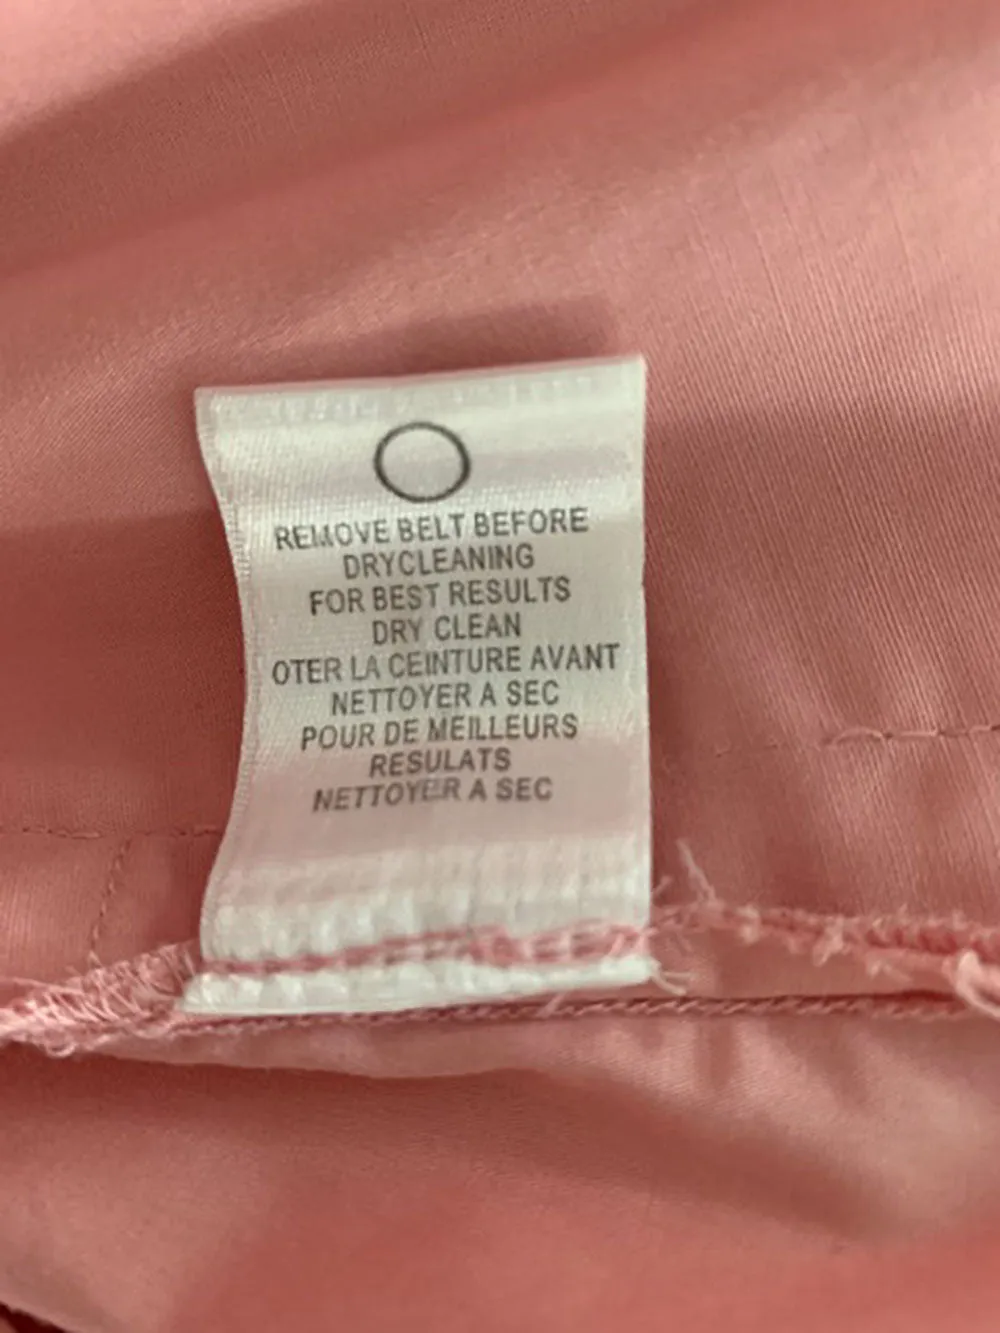 REMOVE BELT BEFORE
DRYCLEANING
FOR BEST RESULTS
DRY CLEAN
OTER LA CEINTURE AVANT
NETTOYER A SEC
POUR DE MEILLEURS
RESULATS
NETTOYER A SEC